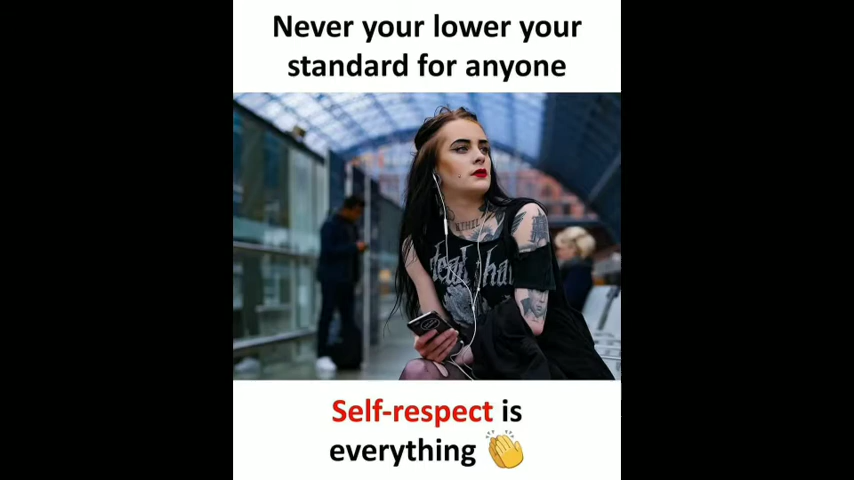 Never your lower your
standard for anyone
Self-respect is
everything 👏